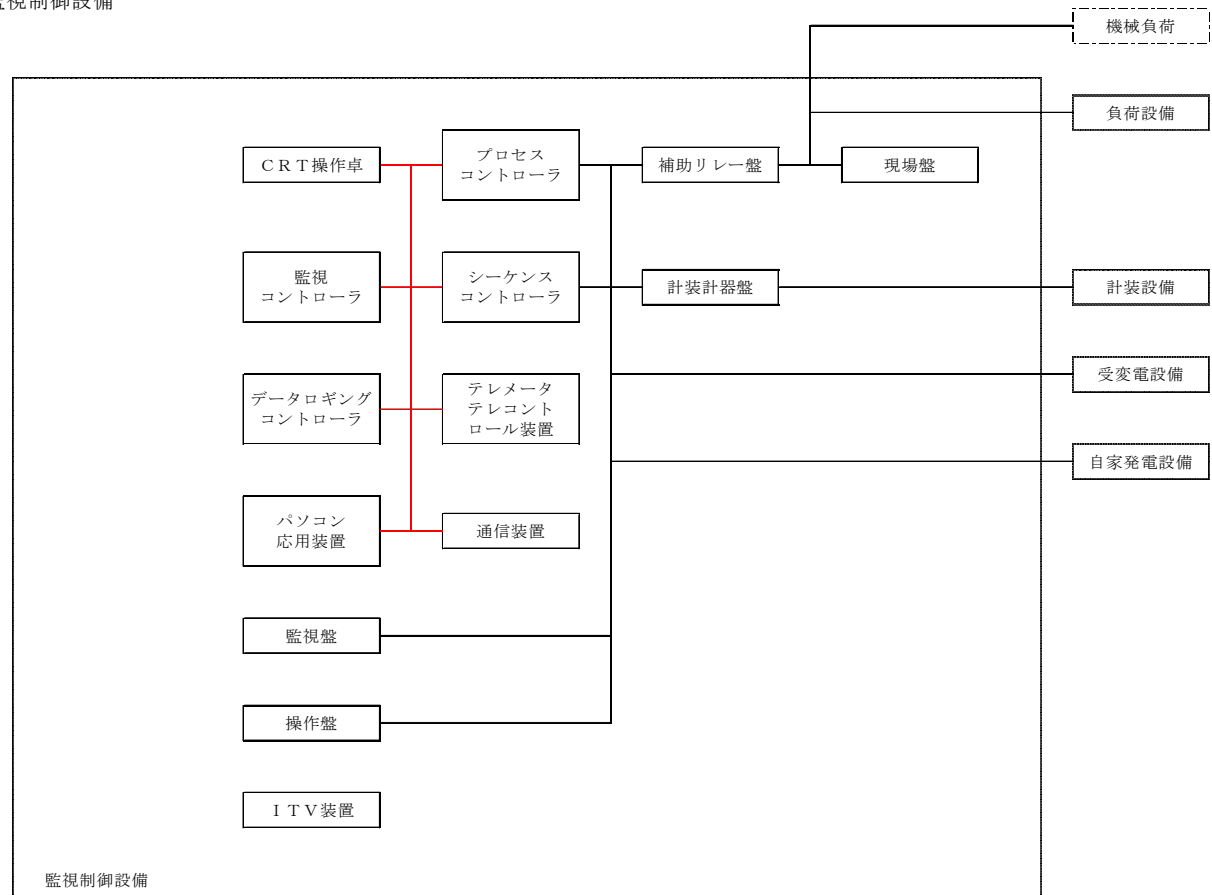 監視制御設備
機械負荷
負荷設備
CRT操作卓
プロセス
コントローラ
補助リレー盤
現場盤
監視
コントローラ
シーケンス
コントローラ
計装計器盤
計装設備
受変電設備
データロギング
コントローラ
テレメータ
テレコント
ロール装置
自家発電設備
パソコン
応用装置
通信装置
監視盤
操作盤
ITV装置
監視制御設備